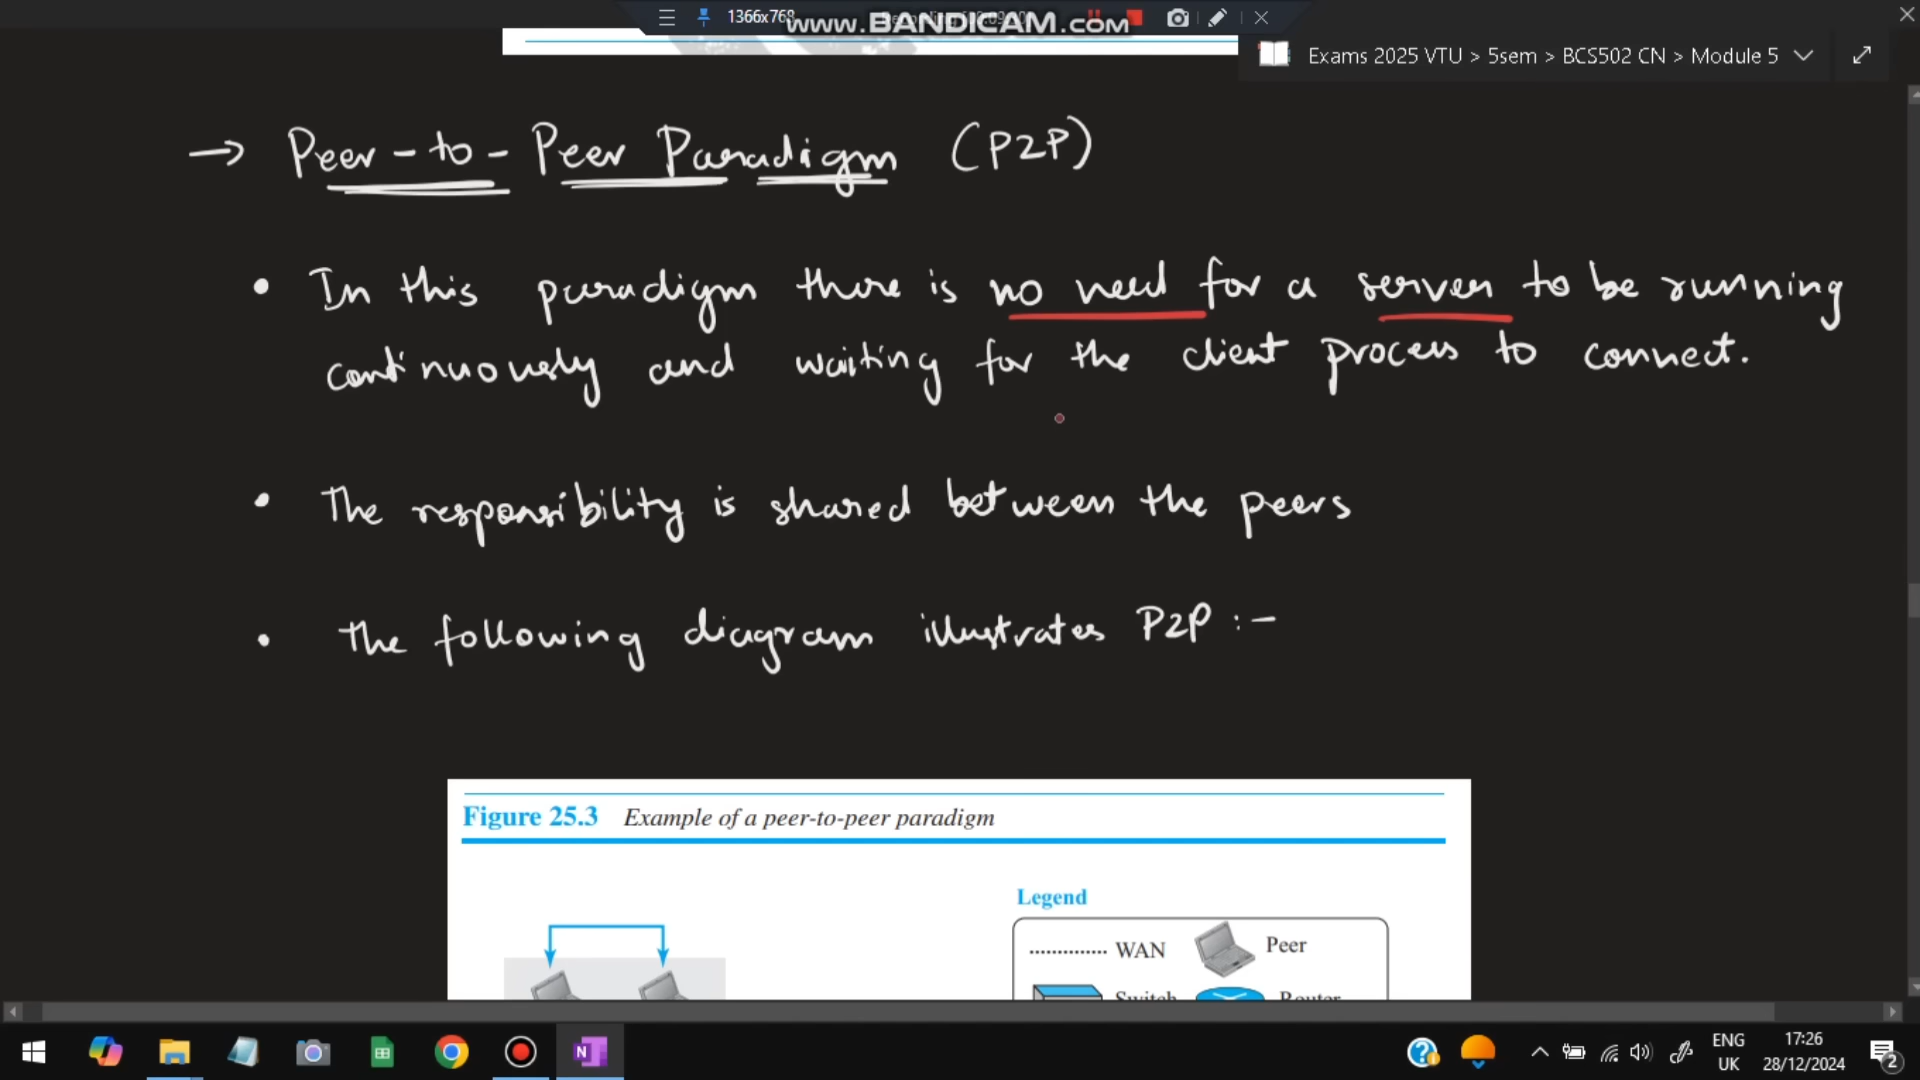 1366x768
www.BANDICAM.com
Exams 2025 VTU > 5sem > BCS502 CN > Module 5
→ Peer-to-Peer Paradigm (P2P)
• In this paradigm there is no need for a server to be running
continuously and waiting for the client process to connect.
• The responsibility is shared between the peers
• The following diagram illustrates P2P :-
Figure 25.3 Example of a peer-to-peer paradigm
Legend
WAN
Peer
Switch
Router
ENG
UK
17:26
28/12/2024
2